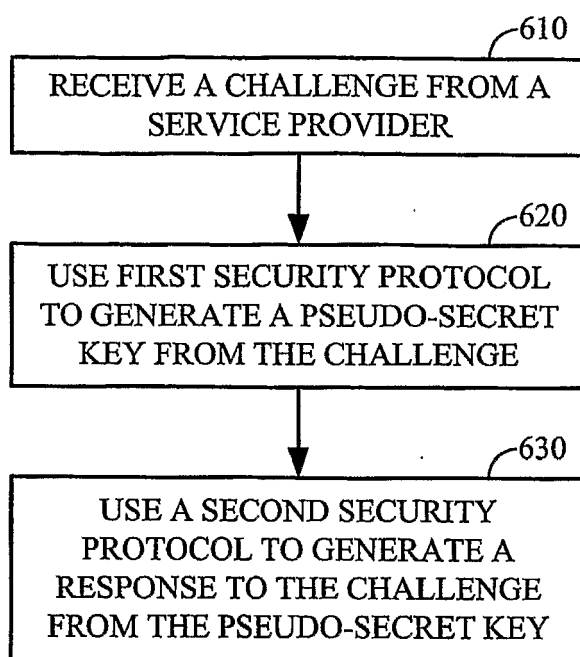 610
RECEIVE A CHALLENGE FROM A
SERVICE PROVIDER
620
USE FIRST SECURITY PROTOCOL
TO GENERATE A PSEUDO-SECRET
KEY FROM THE CHALLENGE
630
USE A SECOND SECURITY
PROTOCOL TO GENERATE A
RESPONSE TO THE CHALLENGE
FROM THE PSEUDO-SECRET KEY